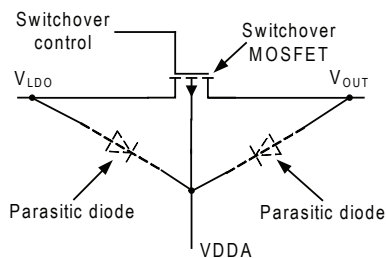 Switchover
control
Switchover
MOSFET
VLDO
VOUT
Parasitic diode
Parasitic diode
VDDA